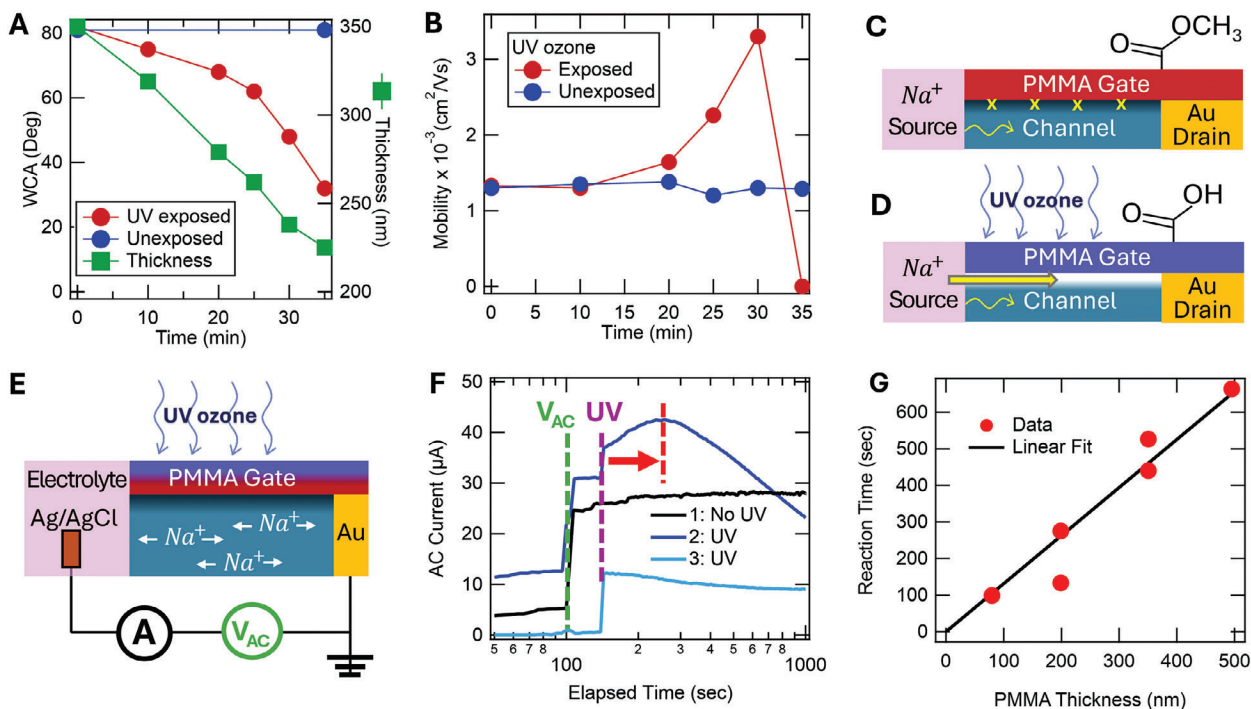 A
80
60
40
20
0
WCA (Deg)
350
300
250
200
Thickness (nm)
UV exposed
Unexposed
Thickness
0
10
20
30
Time (min)
B
3
2
1
0
Mobility x 10⁻³ (cm²/Vs)
UV ozone
Exposed
Unexposed
0
5
10
15
20
25
30
35
Time (min)
C
O
OCH₃
Na⁺
Source
PMMA Gate
x x x x
Channel
Au
Drain
D
UV ozone
O
OH
Na⁺
Source
PMMA Gate
Channel
Au
Drain
E
UV ozone
Electrolyte
PMMA Gate
Ag/AgCl
Na⁺
Na⁺
Na⁺
Au
A
V_AC
F
50
40
30
20
10
0
AC Current (µA)
V_AC
UV
1: No UV
2: UV
3: UV
5 6 7 8 100 2 3 4 5 6 7 8 1000
Elapsed Time (sec)
G
600
500
400
300
200
100
0
Reaction Time (sec)
Data
Linear Fit
0
100
200
300
400
500
PMMA Thickness (nm)